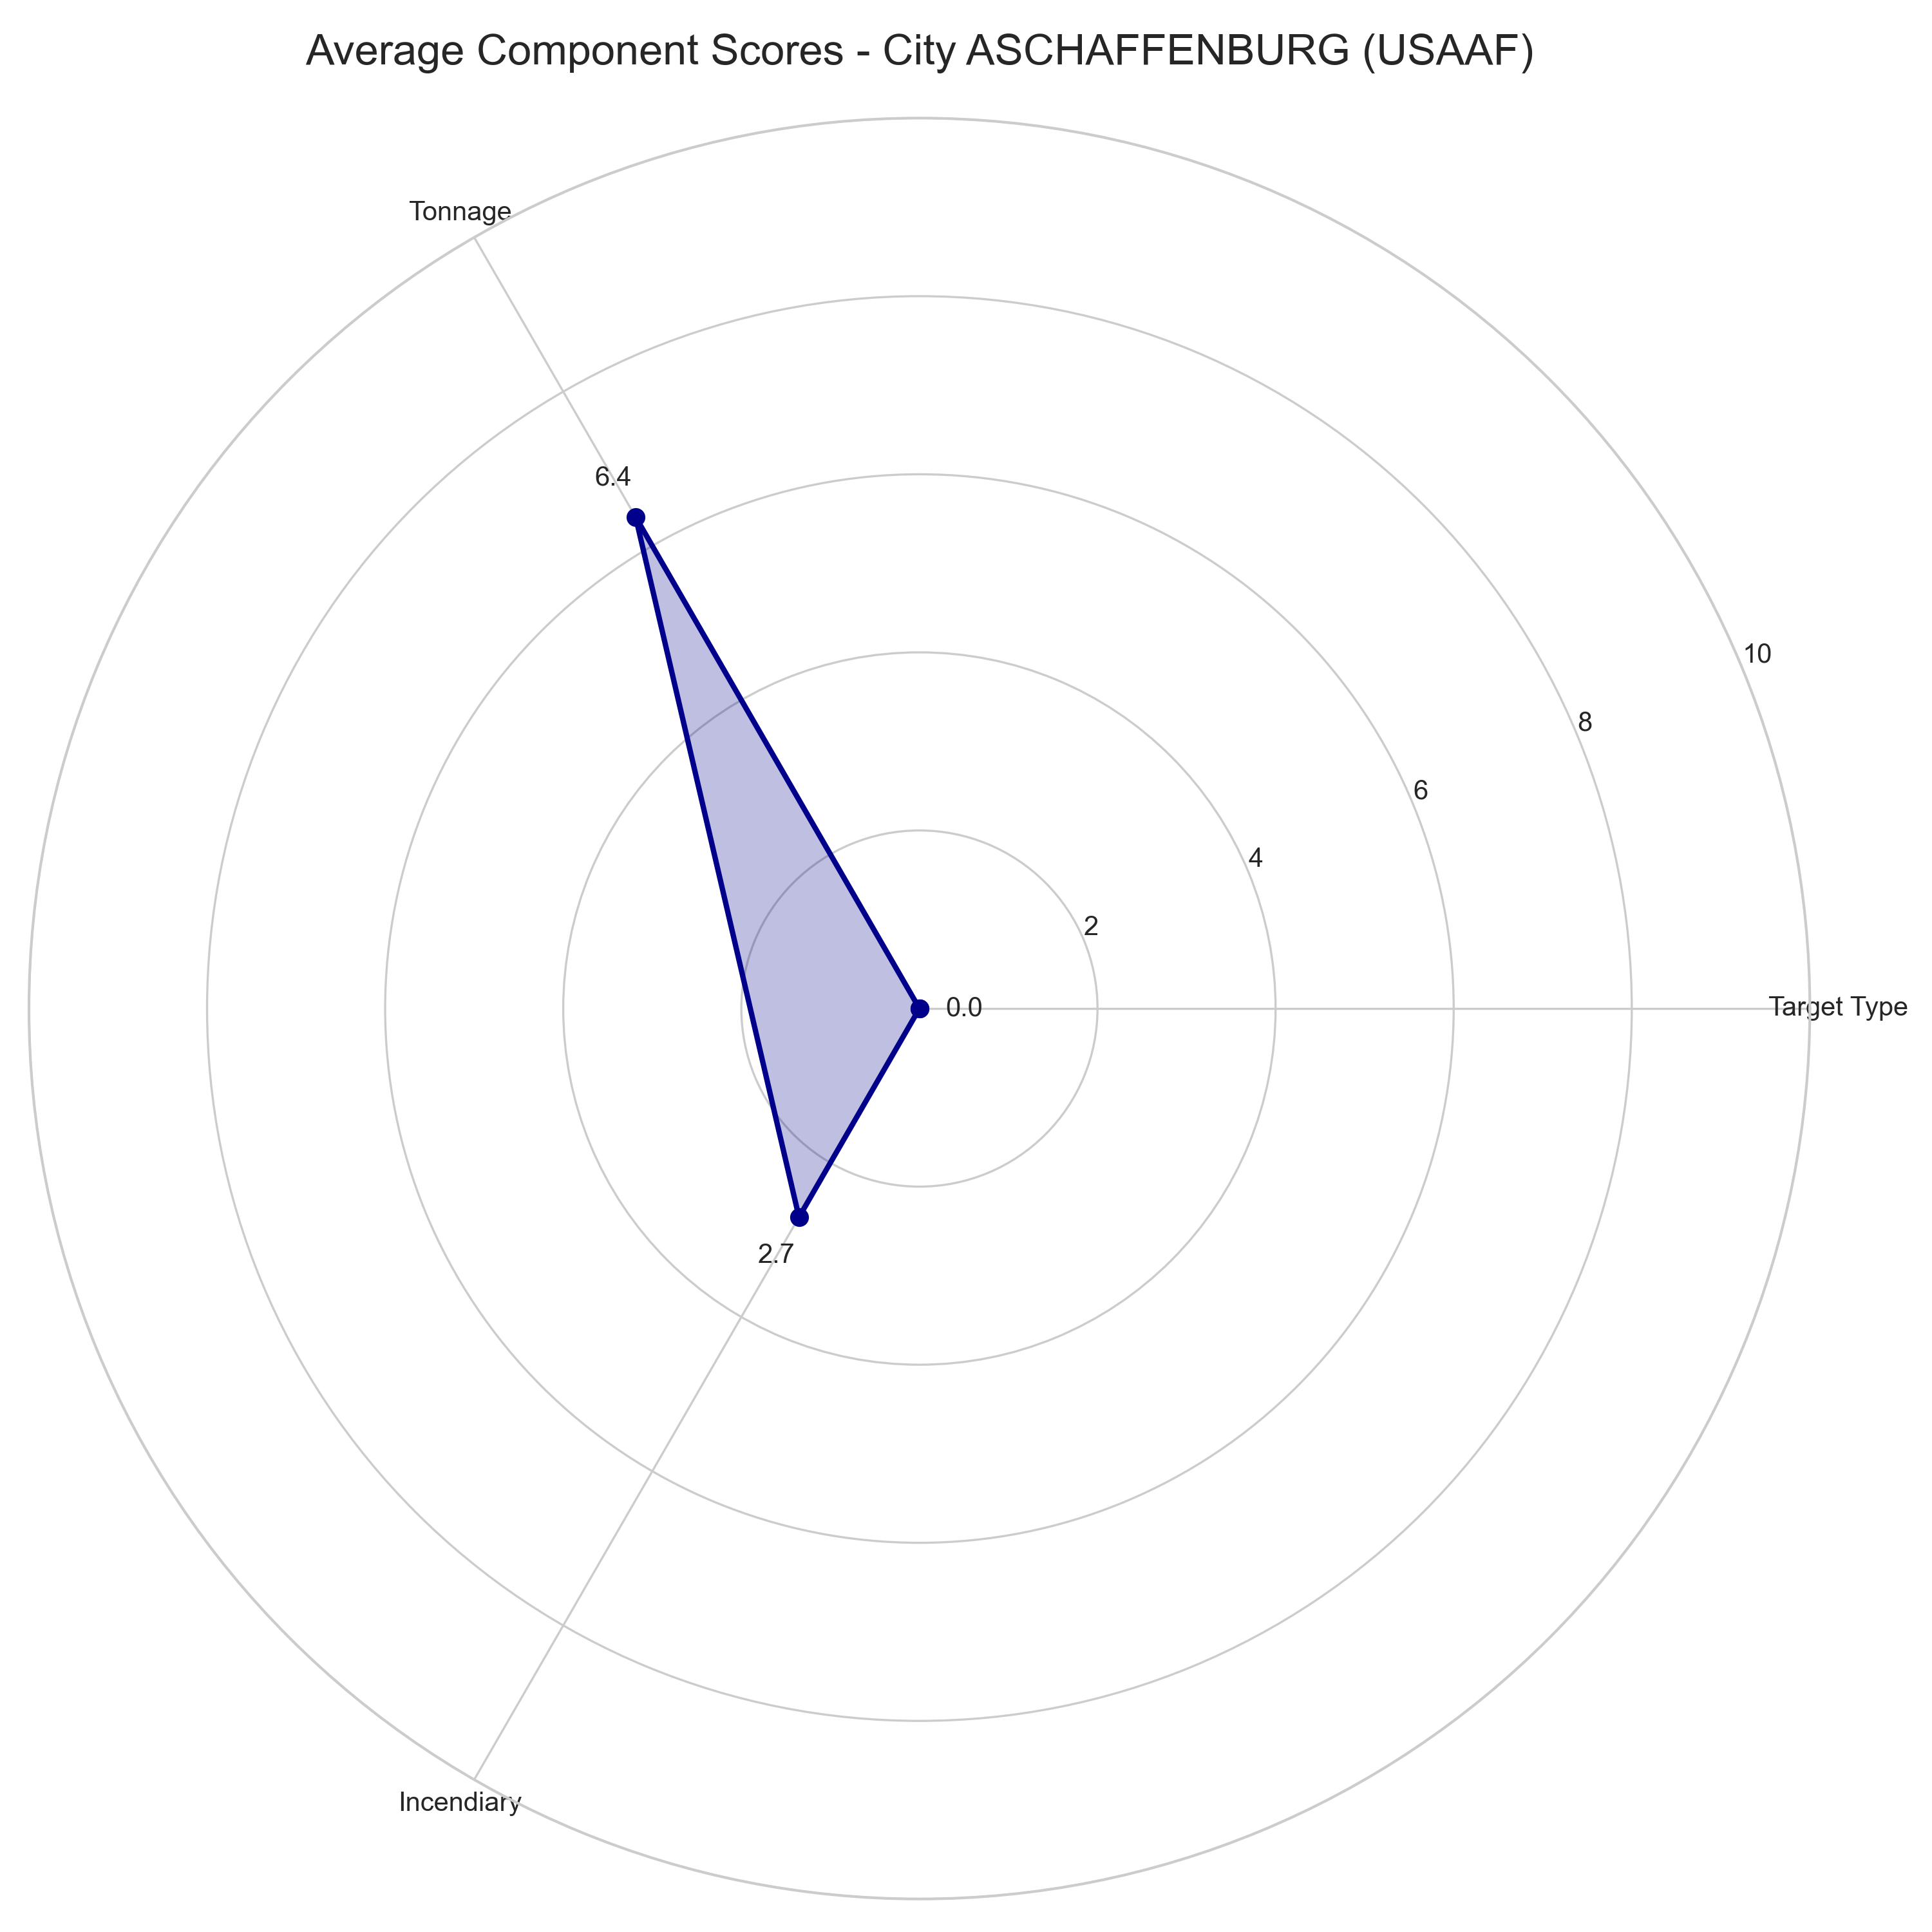 Average Component Scores - City ASCHAFFENBURG (USAAF)
Tonnage
6.4
10
8
6
4
2
0.0
Target Type
2.7
Incendiary